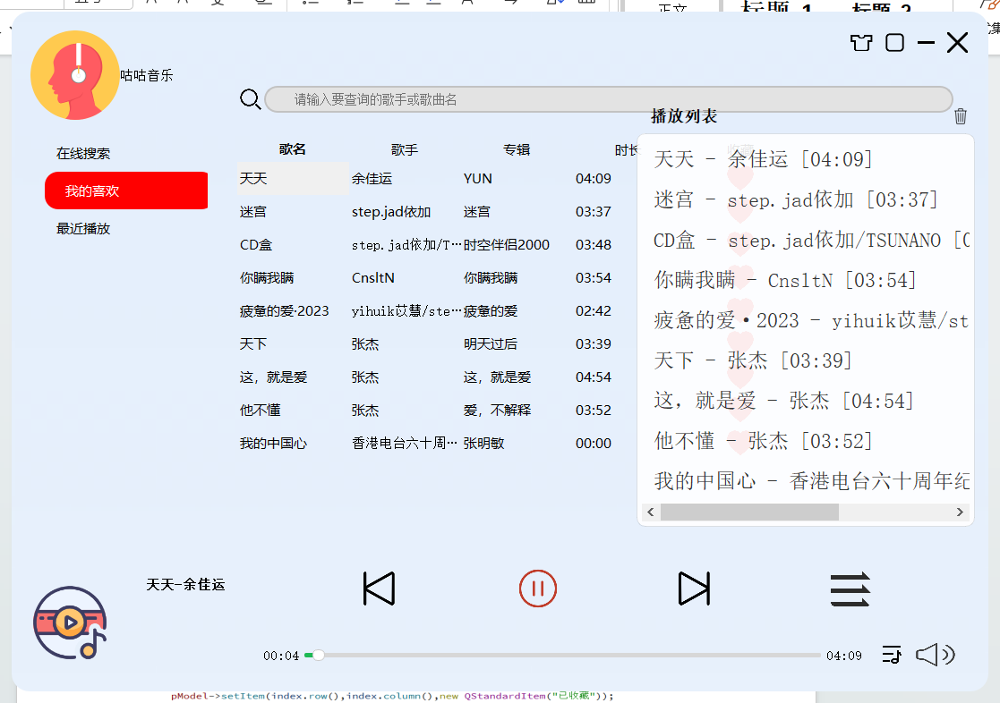 正文
标题 1
标题 2
咕咕音乐
请输入要查询的歌手或歌曲名
播放列表
在线搜索
我的喜欢
最近播放
歌名 歌手 专辑 时长 收藏
天天 余佳运 YUN 04:09
迷宫 step.jad依加 迷宫 03:37
CD盒 step.jad依加/T… 时空伴侣2000 03:48
你瞒我瞒 CnsltN 你瞒我瞒 03:54
疲惫的爱·2023 yihuik苡慧/ste… 疲惫的爱 02:42
天下 张杰 明天过后 03:39
这，就是爱 张杰 这，就是爱 04:54
他不懂 张杰 爱，不解释 03:52
我的中国心 香港电台六十周… 张明敏 00:00
天天 - 余佳运 [04:09]
迷宫 - step.jad依加 [03:37]
CD盒 - step.jad依加/TSUNANO [0
你瞒我瞒 - CnsltN [03:54]
疲惫的爱·2023 - yihuik苡慧/st
天下 - 张杰 [03:39]
这，就是爱 - 张杰 [04:54]
他不懂 - 张杰 [03:52]
我的中国心 - 香港电台六十周年纪
天天-余佳运
00:04
04:09
pModel->setItem(index.row(),index.column(),new QStandardItem("已收藏"));